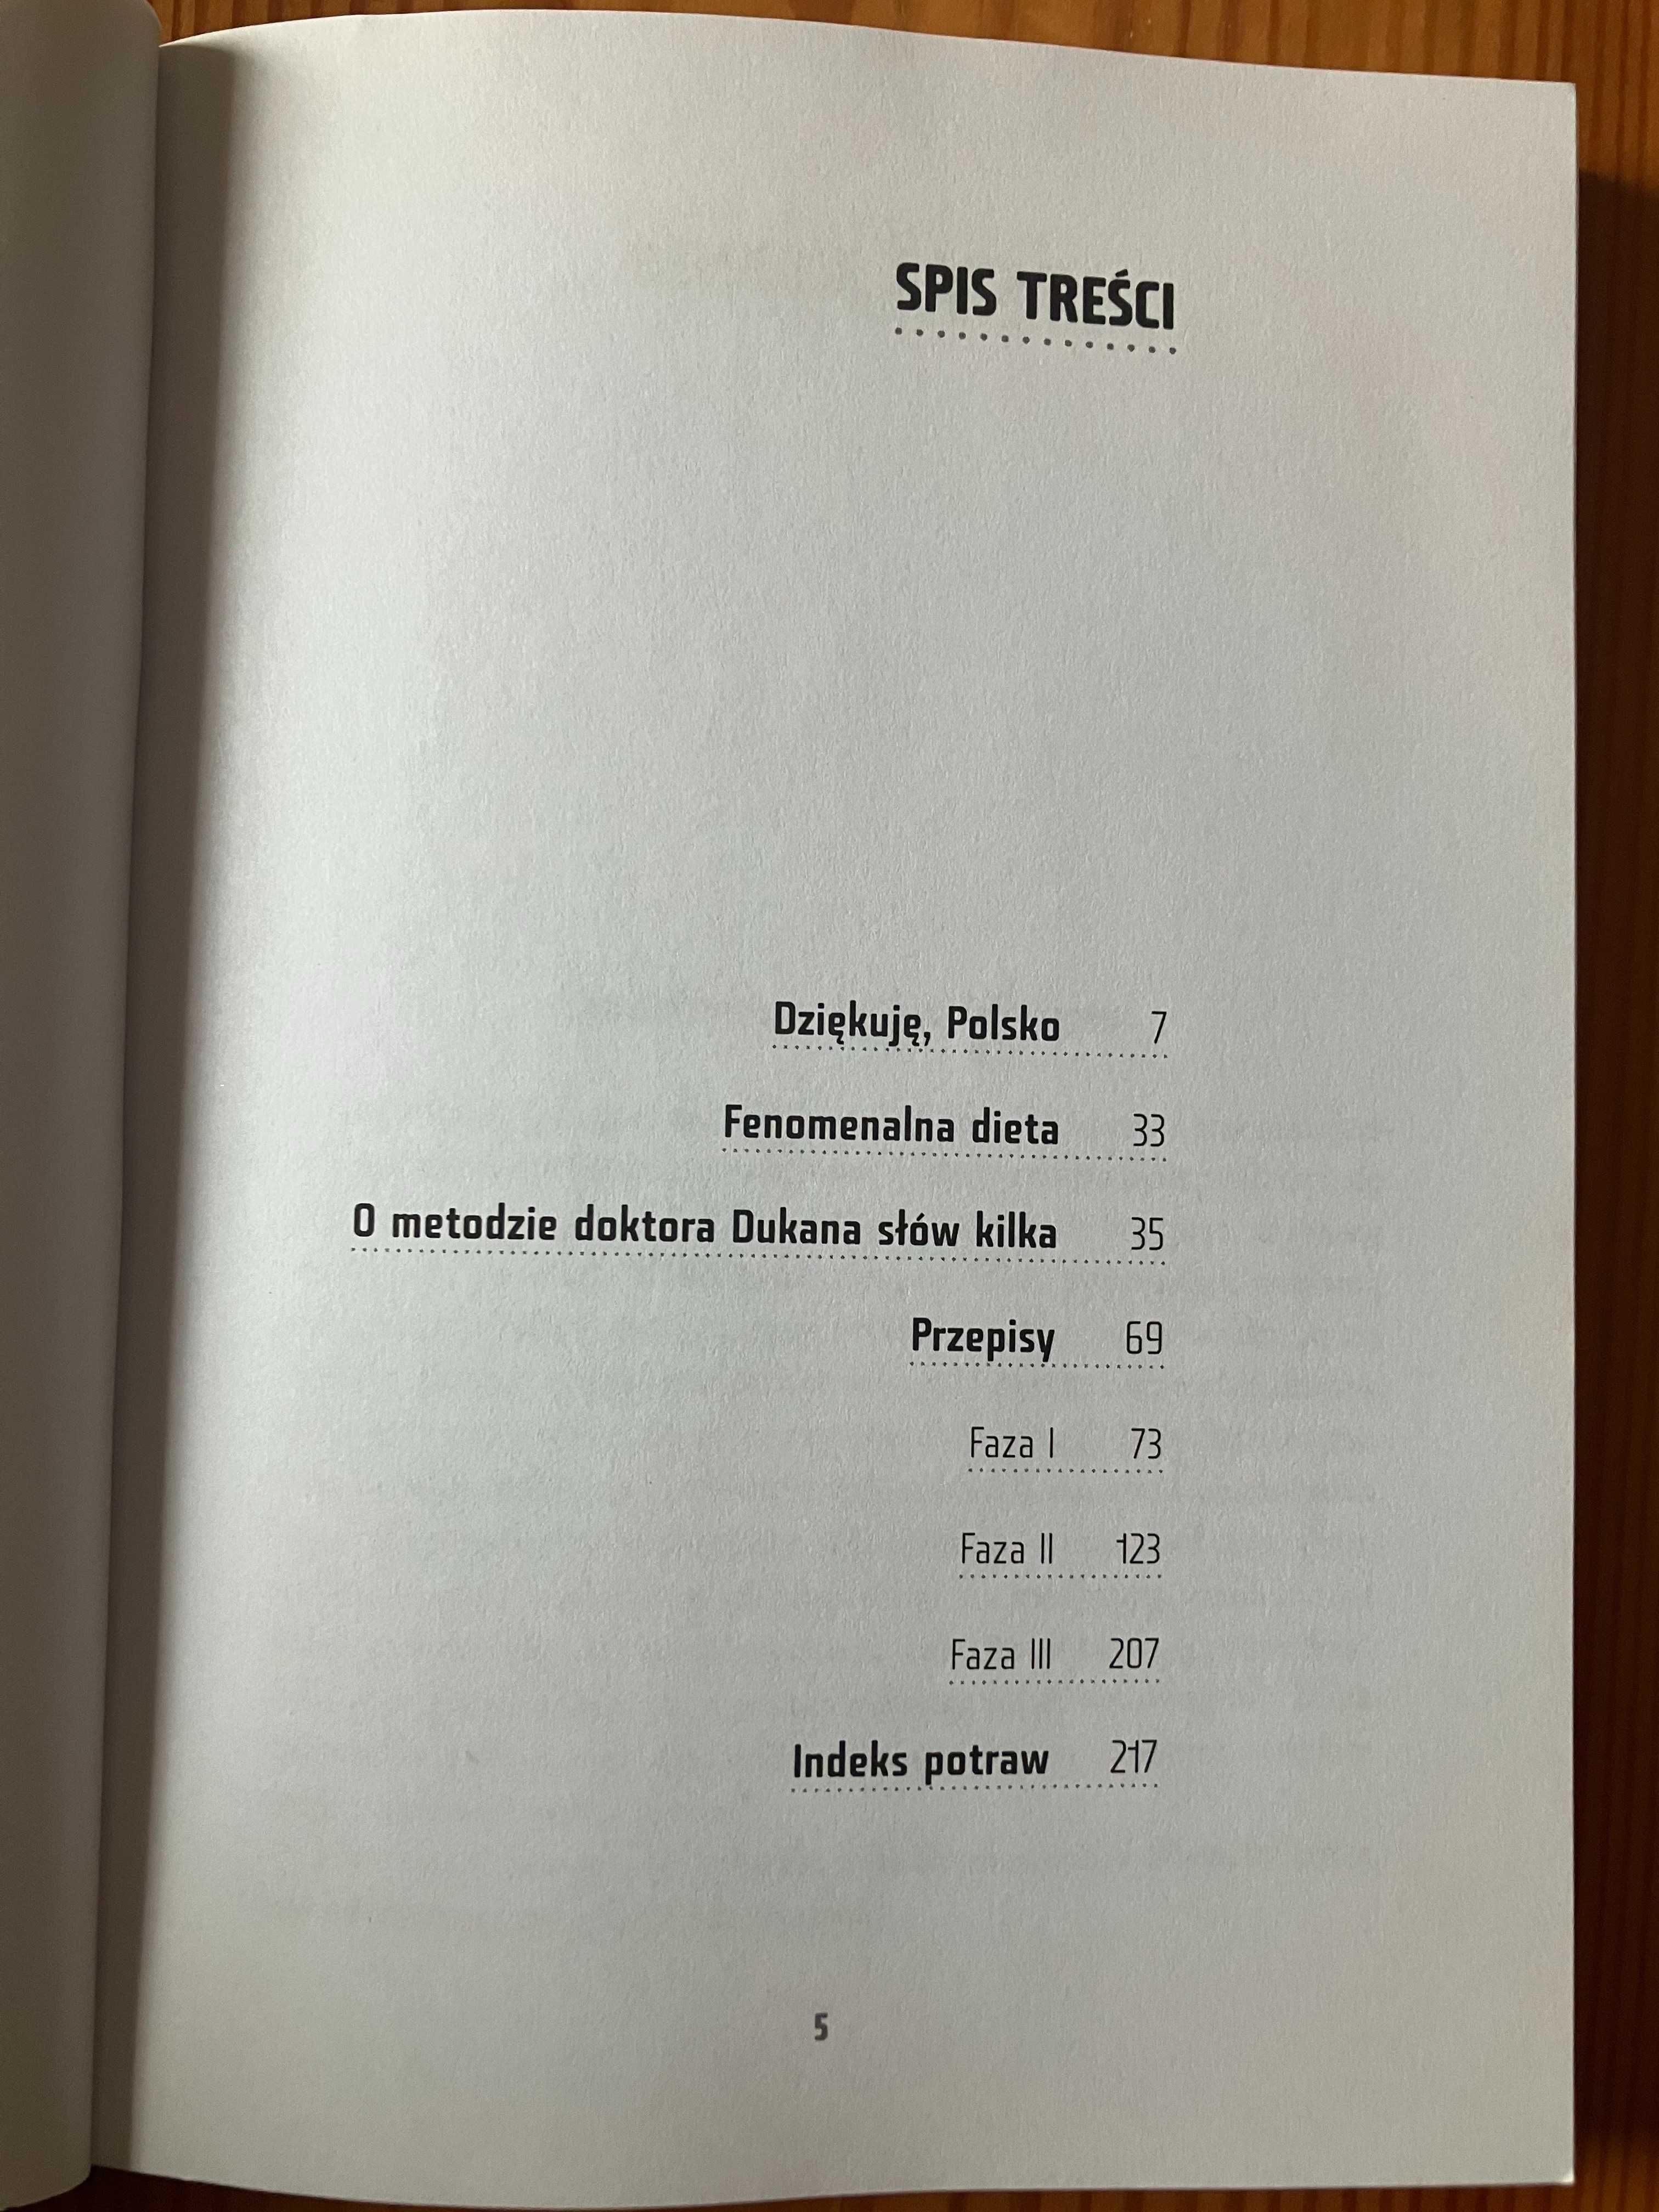 SPIS TREŚCI
Dziękuję, Polsko 7
Fenomenalna dieta 33
O metodzie doktora Dukana słów kilka 35
Przepisy 69
Faza I 73
Faza II 123
Faza III 207
Indeks potraw 217
5